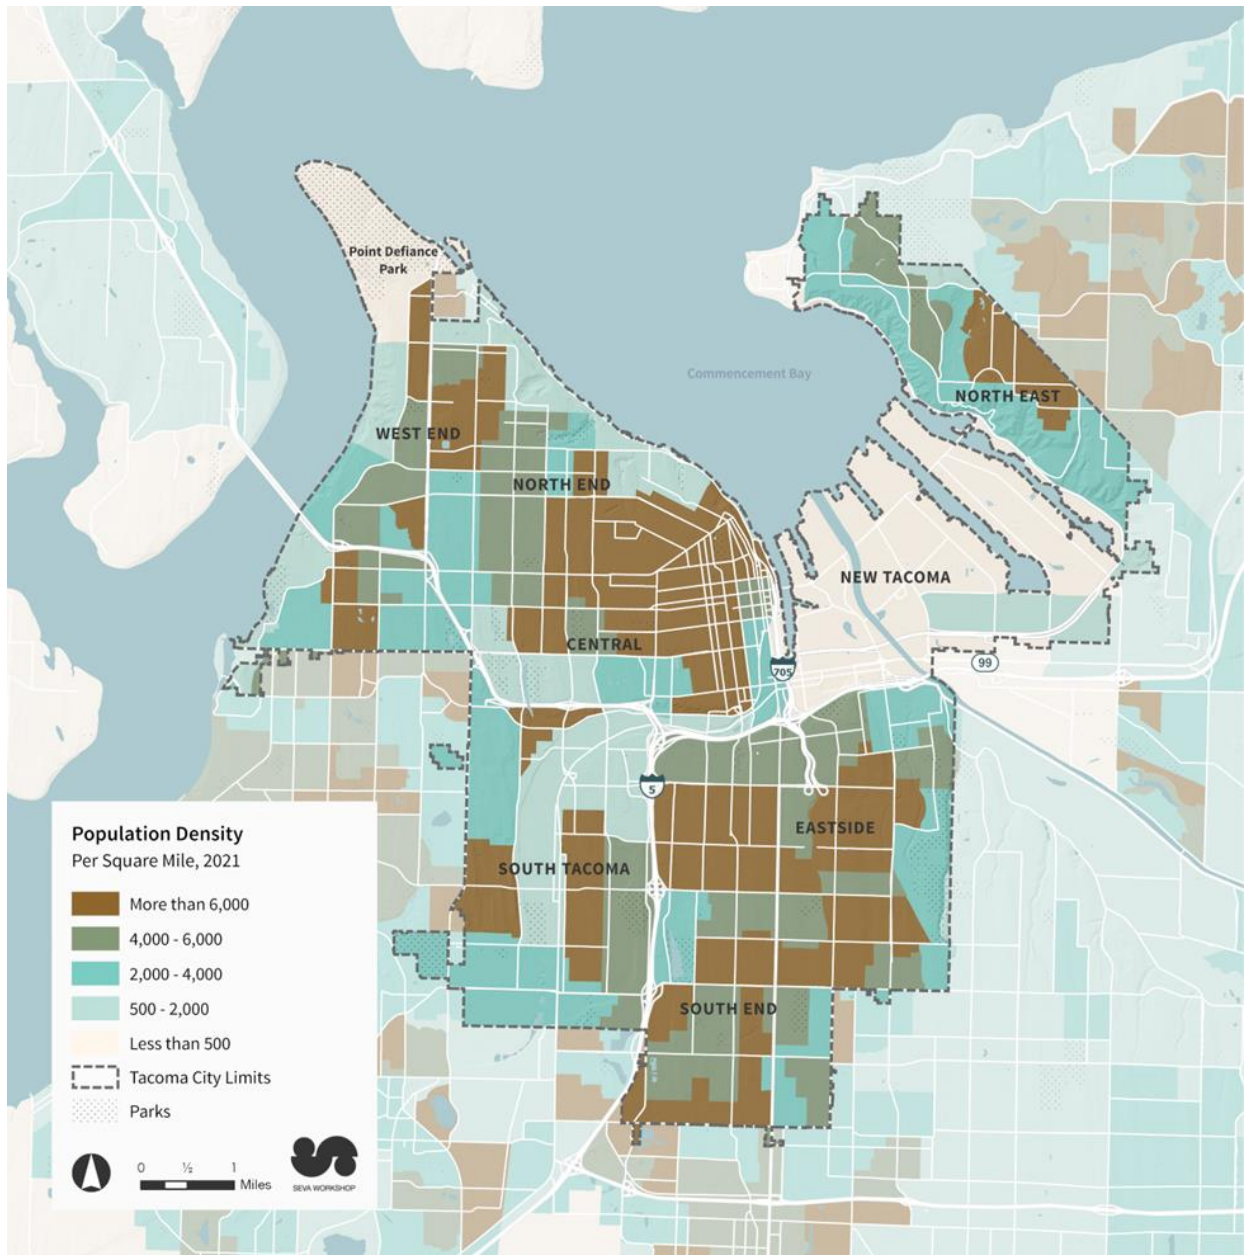 Point Defiance
Park
Commencement Bay
NORTH EAST
WEST END
NORTH END
NEW TACOMA
CENTRAL
99
705
5
EASTSIDE
SOUTH TACOMA
SOUTH END
Population Density
Per Square Mile, 2021
More than 6,000
4,000 - 6,000
2,000 - 4,000
500 - 2,000
Less than 500
Tacoma City Limits
Parks
0 ½ 1
Miles
SEVA WORKSHOP